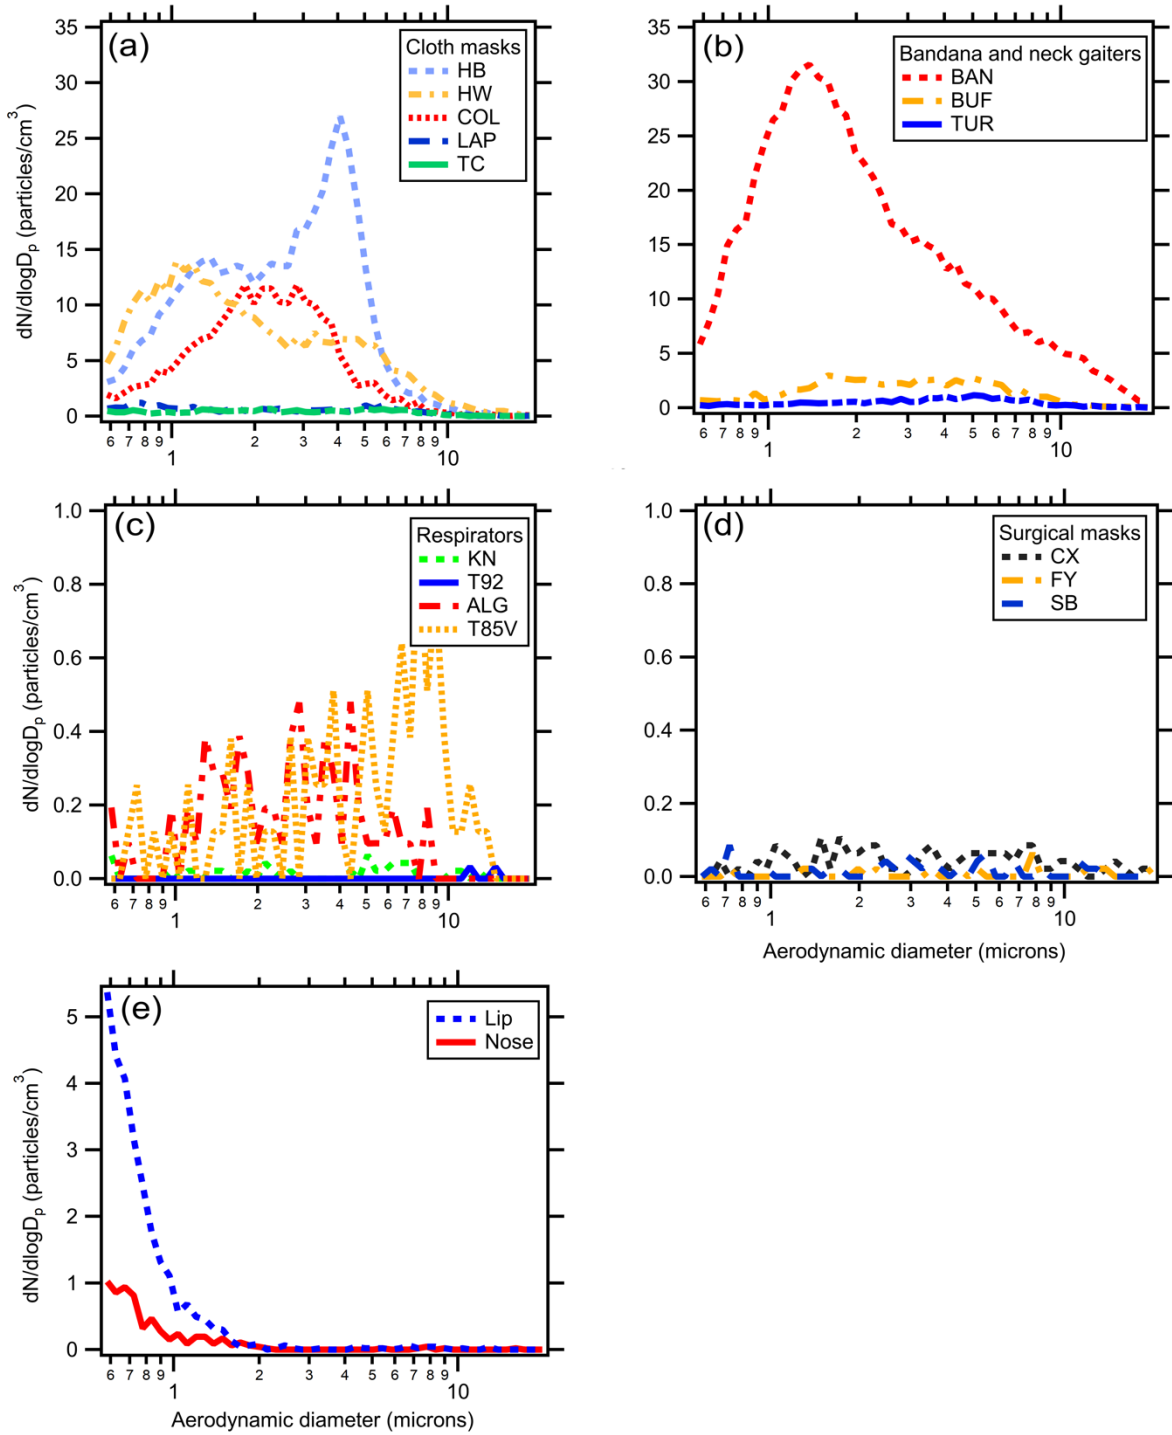 (a)
Cloth masks
HB
HW
COL
LAP
TC
35
30
25
20
15
10
5
0
dN/dlogDp (particles/cm3)
6 7 8 9 2 3 4 5 6 7 8 9
1 10
(b)
Bandana and neck gaiters
BAN
BUF
TUR
35
30
25
20
15
10
5
0
6 7 8 9 2 3 4 5 6 7 8 9
1 10
(c)
Respirators
KN
T92
ALG
T85V
1.0
0.8
0.6
0.4
0.2
0.0
dN/dlogDp (particles/cm3)
6 7 8 9 2 3 4 5 6 7 8 9
1 10
(d)
Surgical masks
CX
FY
SB
1.0
0.8
0.6
0.4
0.2
0.0
6 7 8 9 2 3 4 5 6 7 8 9
1 10
Aerodynamic diameter (microns)
(e)
Lip
Nose
5
4
3
2
1
0
dN/dlogDp (particles/cm3)
6 7 8 9 2 3 4 5 6 7 8 9
1 10
Aerodynamic diameter (microns)